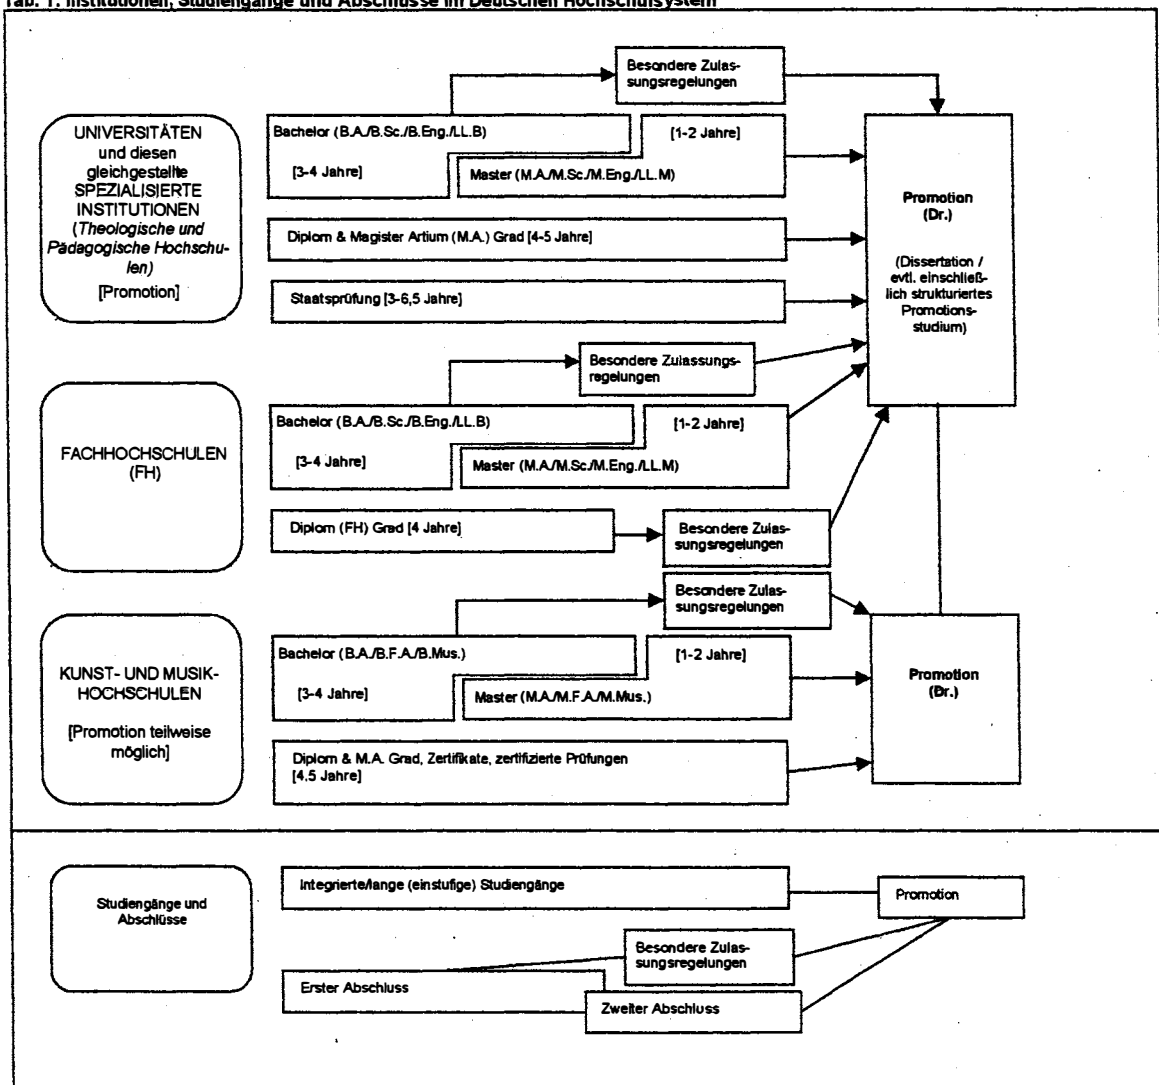 Tab. 1: Institutionen, Studiengänge und Abschlüsse im Deutschen Hochschulsystem
Besondere Zulas-
sungsregelungen
UNIVERSITÄTEN
und diesen
gleichgestellte
SPEZIALISIERTE
INSTITUTIONEN
(Theologische und
Pädagogische Hochschu-
len)
[Promotion]
Bachelor (B.A./B.Sc./B.Eng./LL.B)
[3-4 Jahre]
[1-2 Jahre]
Master (M.A./M.Sc./M.Eng./LL.M)
Diplom & Magister Artium (M.A.) Grad [4-5 Jahre]
Staatsprüfung [3-6,5 Jahre]
Promotion
(Dr.)
(Dissertation /
evtl. einschließ-
lich strukturiertes
Promotions-
studium)
FACHHOCHSCHULEN
(FH)
Besondere Zulassungs-
regelungen
Bachelor (B.A./B.Sc./B.Eng./LL.B)
[3-4 Jahre]
[1-2 Jahre]
Master (M.A./M.Sc./M.Eng./LL.M)
Diplom (FH) Grad [4 Jahre]
Besondere Zulas-
sungsregelungen
KUNST- UND MUSIK-
HOCHSCHULEN
[Promotion teilweise
möglich]
Besondere Zulas-
sungsregelungen
Bachelor (B.A./B.F.A./B.Mus.)
[3-4 Jahre]
[1-2 Jahre]
Master (M.A./M.F.A./M.Mus.)
Diplom & M.A. Grad, Zertifikate, zertifizierte Prüfungen
[4.5 Jahre]
Promotion
(Dr.)
Studiengänge und
Abschlüsse
Integrierte/lange (einstufige) Studiengänge
Promotion
Besondere Zulas-
sungsregelungen
Erster Abschluss
Zweiter Abschluss